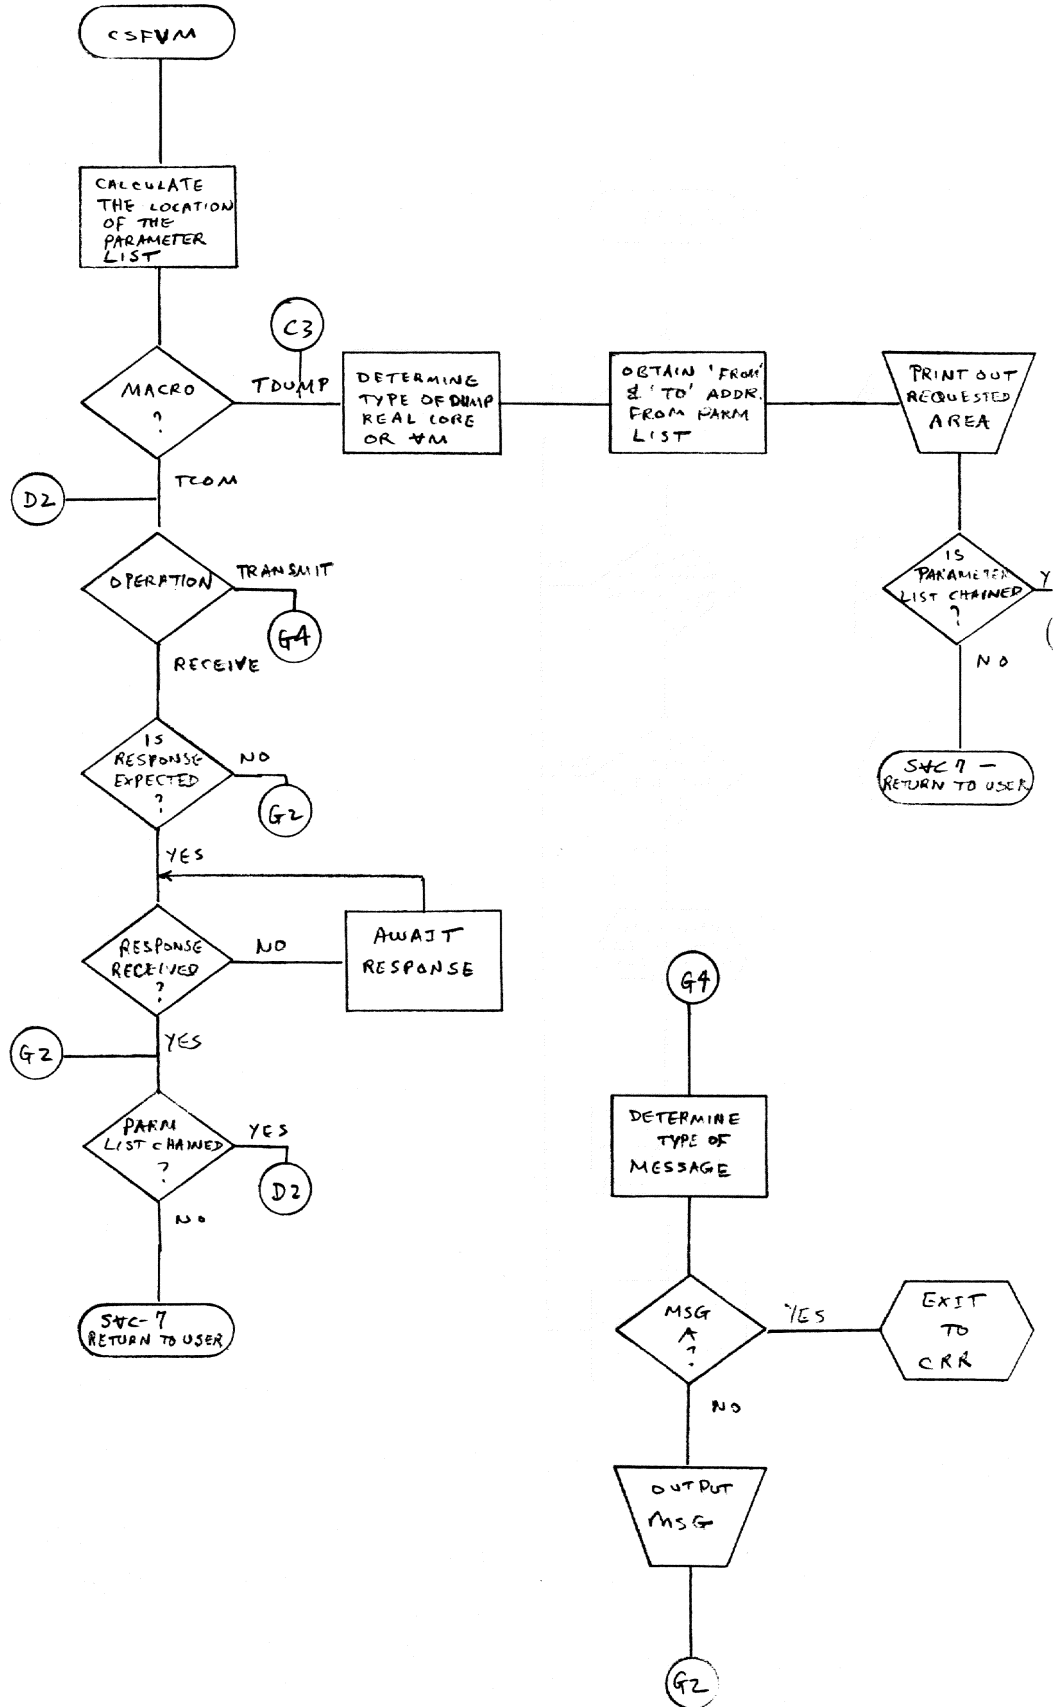 CSFVM
CALCULATE
THE LOCATION
OF THE
PARAMETER
LIST
C3
MACRO
?
TDUMP
DETERMINE
TYPE OF DUMP
REAL CORE
OR VM
OBTAIN 'FROM'
& 'TO' ADDR.
FROM PARM
LIST
PRINT OUT
REQUESTED
AREA
TCOM
D2
OPERATION
TRANSMIT
G4
RECEIVE
IS
PARAMETER
LIST CHAINED
?
Y
NO
SVC 7 -
RETURN TO USER
IS
RESPONSE
EXPECTED
?
NO
G2
YES
RESPONSE
RECEIVED
?
NO
AWAIT
RESPONSE
YES
G2
PARM
LIST CHAINED
?
YES
D2
NO
SVC-7
RETURN TO USER
G4
DETERMINE
TYPE OF
MESSAGE
MSG
A
?
YES
EXIT
TO
CRR
NO
OUTPUT
MSG
G2